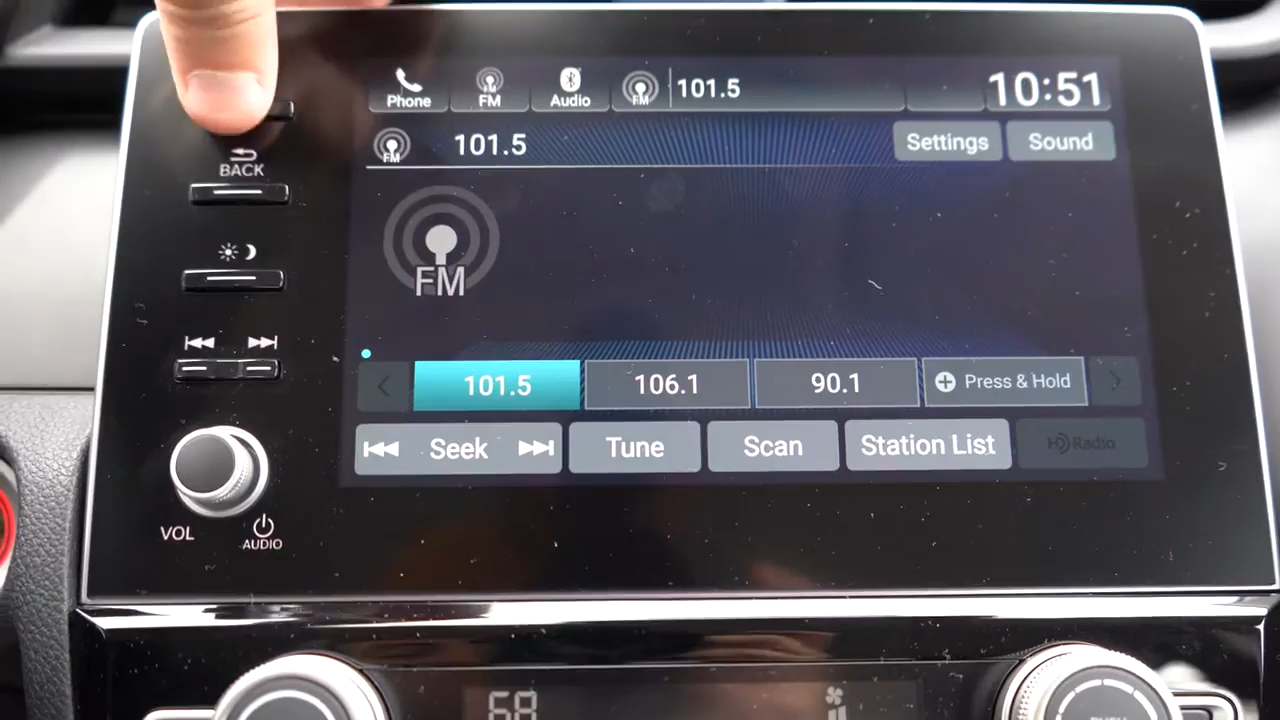 Phone
FM
Audio
FM
101.5
10:51
FM
101.5
Settings
Sound
BACK
FM
101.5
106.1
90.1
Press & Hold
Seek
Tune
Scan
Station List
HD Radio
VOL
AUDIO
68